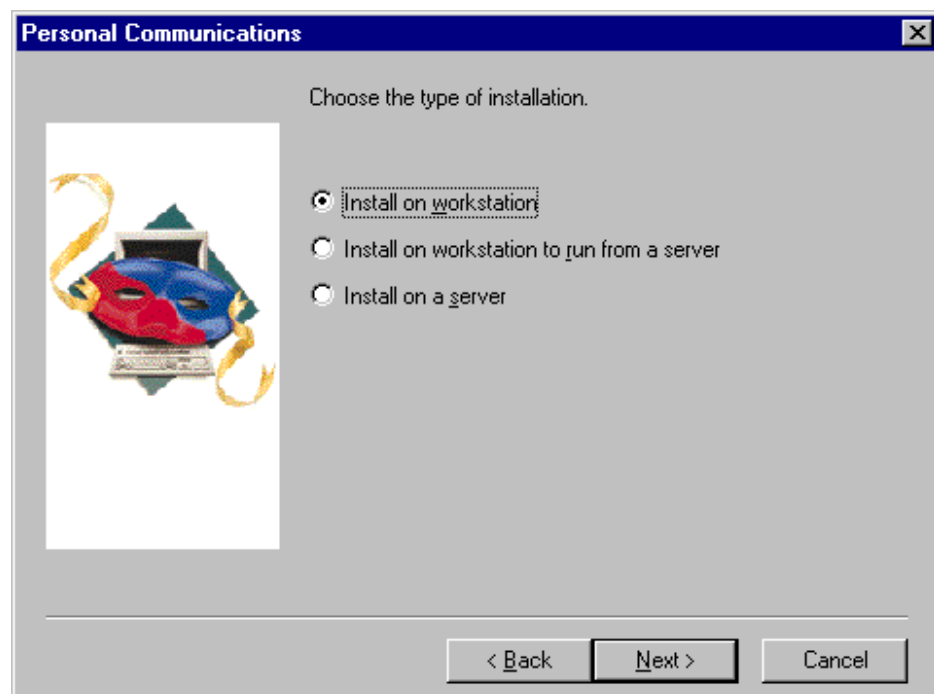 Personal Communications
Choose the type of installation.
Install on workstation
Install on workstation to run from a server
Install on a server
< Back
Next >
Cancel